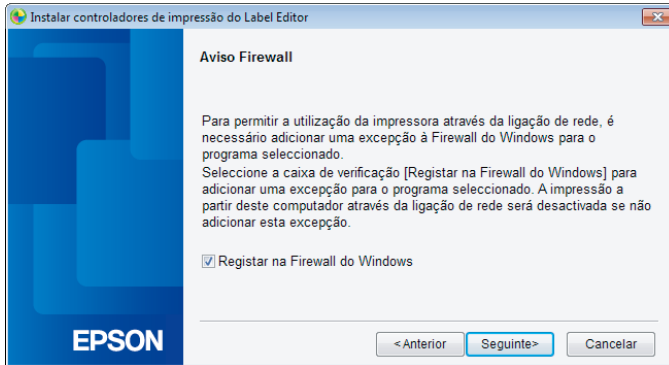 Instalar controladores de impressão do Label Editor
Aviso Firewall
Para permitir a utilização da impressora através da ligação de rede, é
necessário adicionar uma excepção à Firewall do Windows para o
programa seleccionado.
Seleccione a caixa de verificação [Registar na Firewall do Windows] para
adicionar uma excepção para o programa seleccionado. A impressão a
partir deste computador através da ligação de rede será desactivada se não
adicionar esta excepção.
Registar na Firewall do Windows
EPSON
<Anterior Seguinte> Cancelar